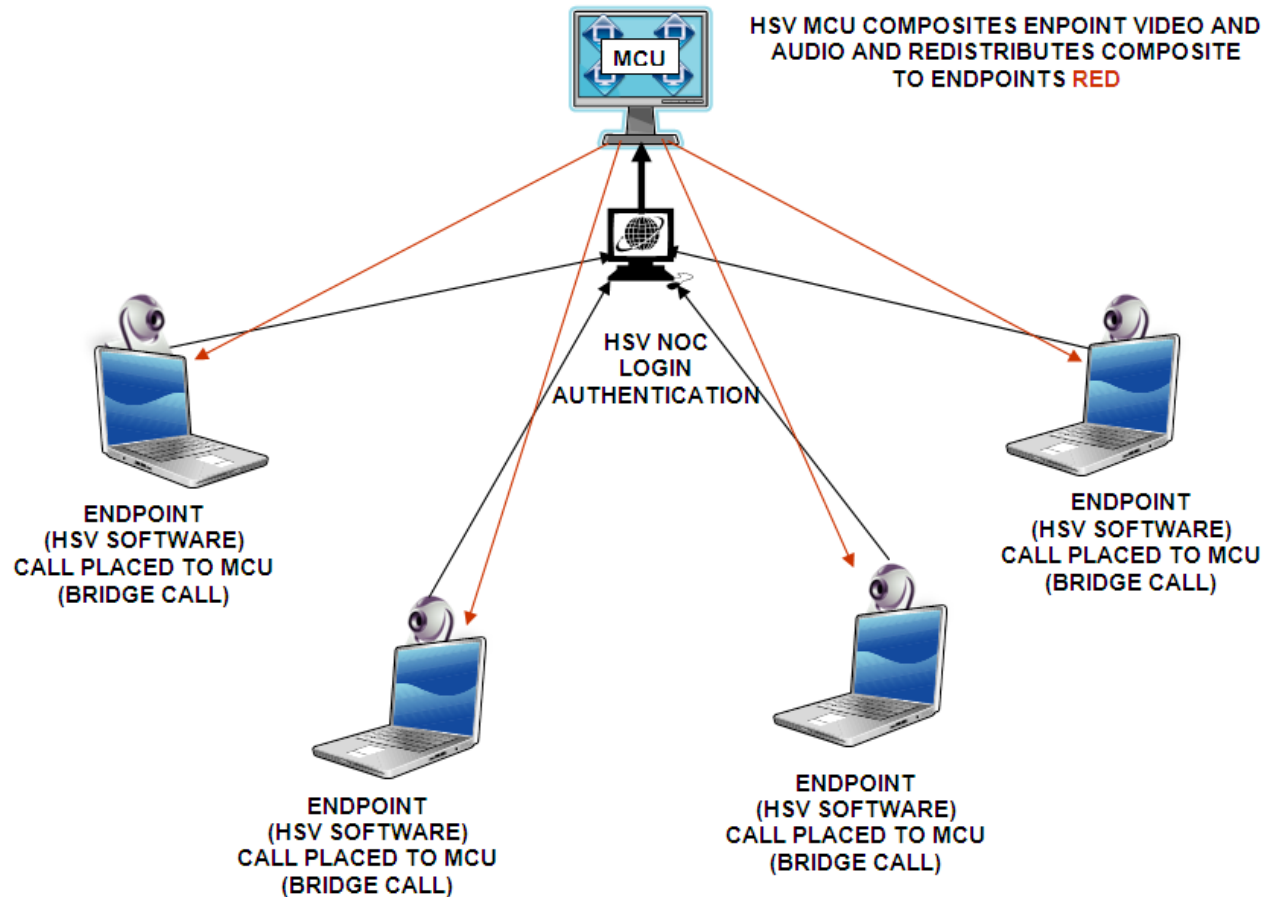 HSV MCU COMPOSITES ENPOINT VIDEO AND
AUDIO AND REDISTRIBUTES COMPOSITE
TO ENDPOINTS RED
MCU
HSV NOC
LOGIN
AUTHENTICATION
ENDPOINT
(HSV SOFTWARE)
CALL PLACED TO MCU
(BRIDGE CALL)
ENDPOINT
(HSV SOFTWARE)
CALL PLACED TO MCU
(BRIDGE CALL)
ENDPOINT
(HSV SOFTWARE)
CALL PLACED TO MCU
(BRIDGE CALL)
ENDPOINT
(HSV SOFTWARE)
CALL PLACED TO MCU
(BRIDGE CALL)